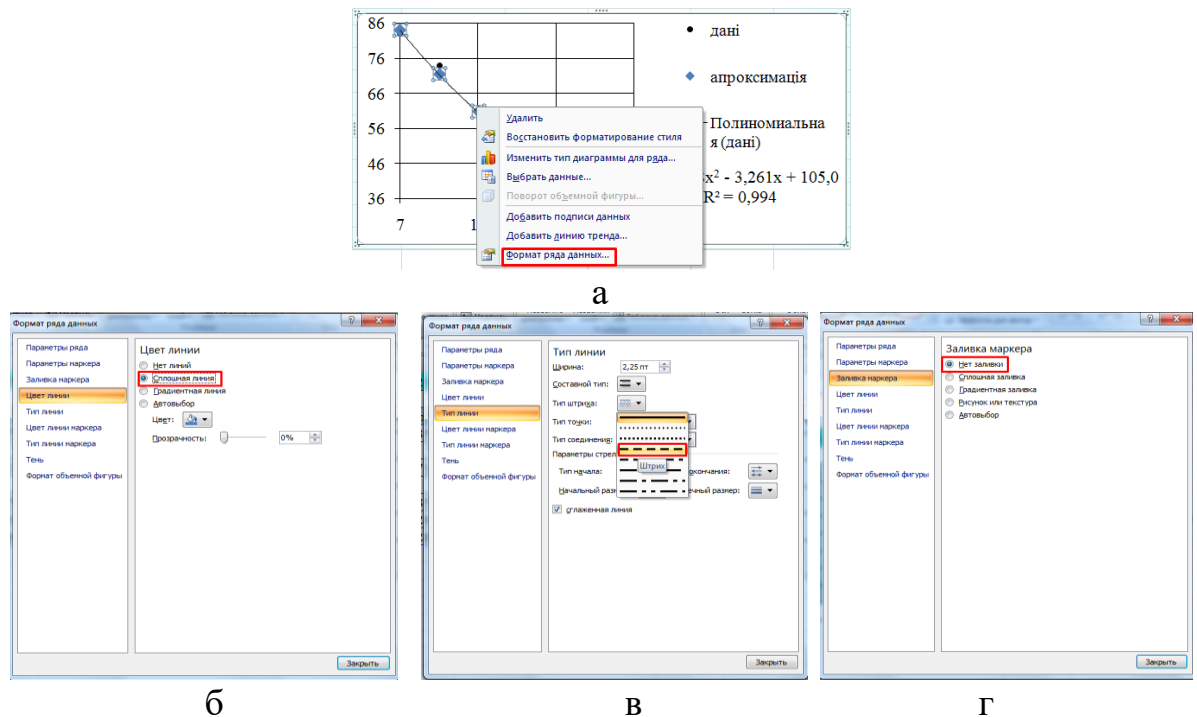 86
76
66
56
46
36
7
1
дані
апроксимація
Полиномиальна
я (дані)
x² - 3,261x + 105,0
R² = 0,994
Удалить
Восстановить форматирование стиля
Изменить тип диаграммы для ряда...
Выбрать данные...
Поворот объемной фигуры...
Добавить подписи данных
Добавить линию тренда...
Формат ряда данных...
а
Формат ряда данных
Параметры ряда
Параметры маркера
Заливка маркера
Цвет линии
Тип линии
Цвет линии маркера
Тип линии маркера
Тень
Формат объемной фигуры
Цвет линии
Нет линий
Сплошная линия
Градиентная линия
Автовыбор
Цвет:
Прозрачность: 0%
Закрыть
б
Формат ряда данных
Параметры ряда
Параметры маркера
Заливка маркера
Цвет линии
Тип линии
Цвет линии маркера
Тип линии маркера
Тень
Формат объемной фигуры
Тип линии
Ширина: 2,25 пт
Составной тип:
Тип штриха:
Тип точки:
Тип соединения:
Параметры стрел
Штрих
Тип начала: окончания:
Начальный раз ечный размер:
сглаженная линия
Закрыть
в
Формат ряда данных
Параметры ряда
Параметры маркера
Заливка маркера
Цвет линии
Тип линии
Цвет линии маркера
Тип линии маркера
Тень
Формат объемной фигуры
Заливка маркера
Нет заливки
Сплошная заливка
Градиентная заливка
Рисунок или текстура
Автовыбор
Закрыть
г